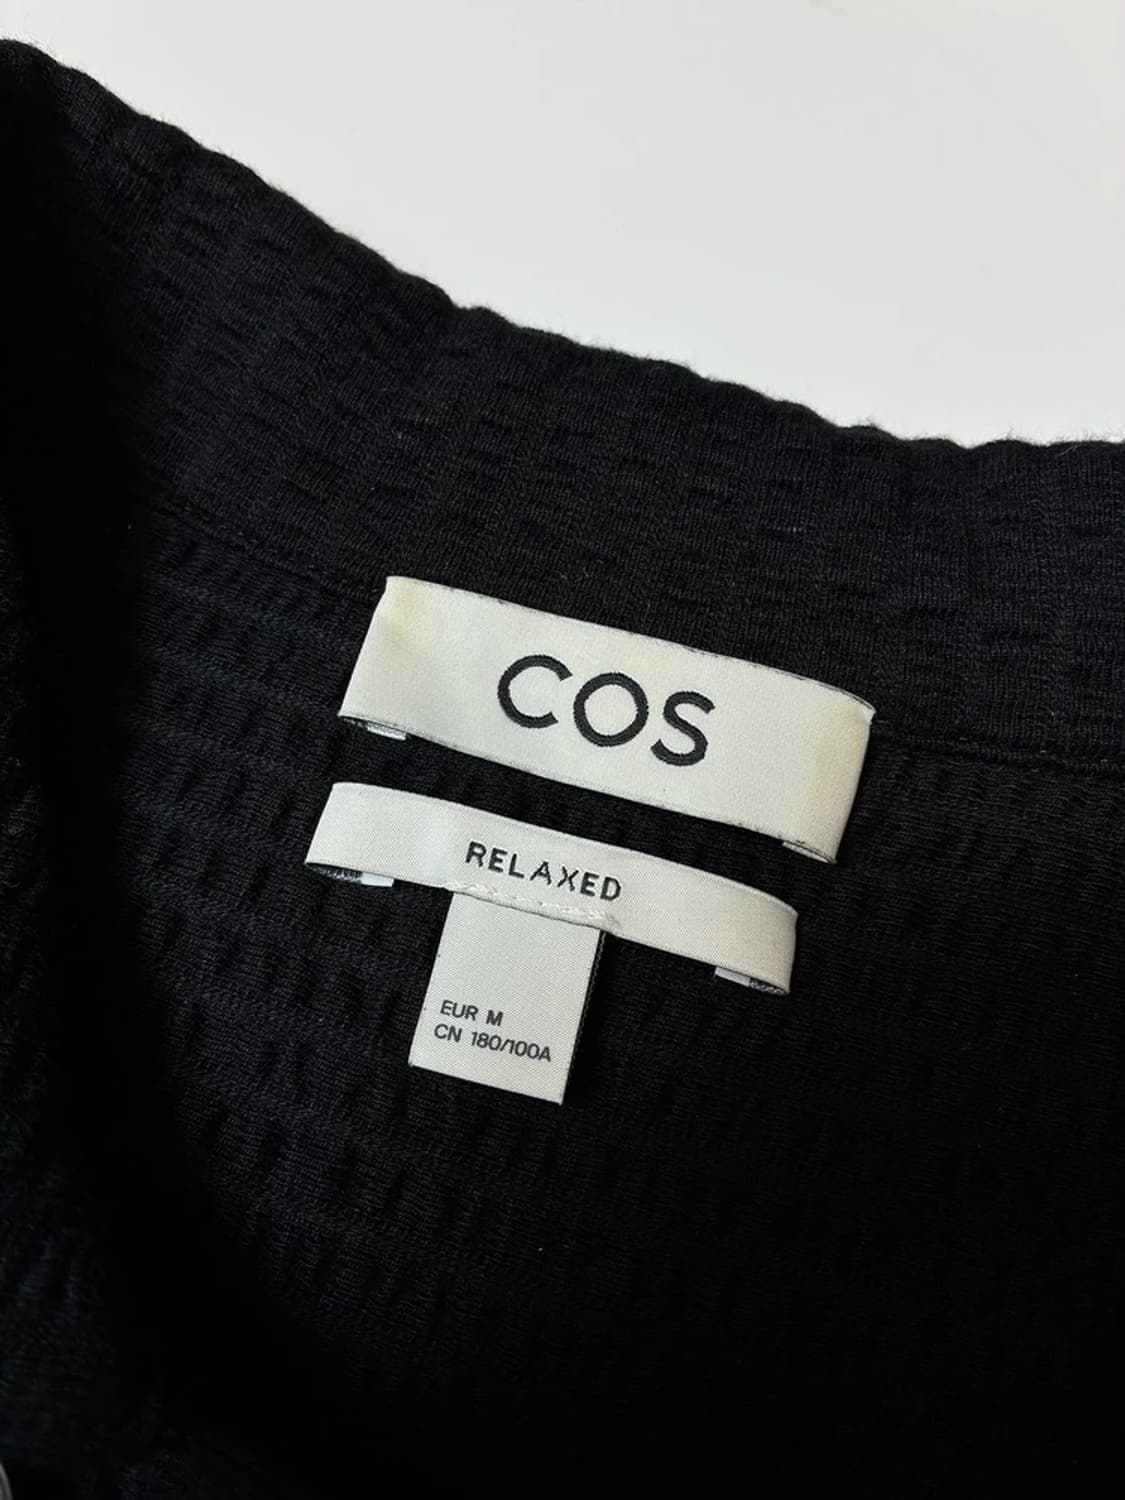 COS
RELAXED
EUR M
CN 180/100A